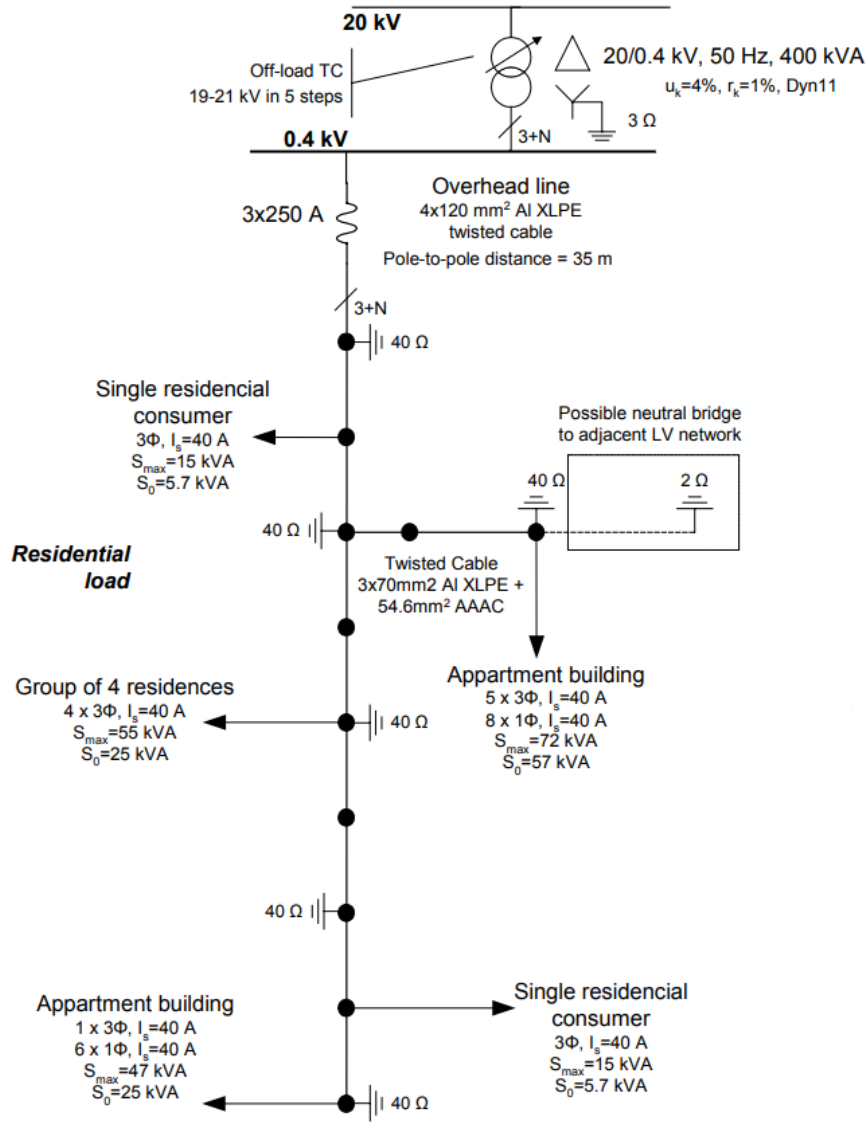 20 kV
Off-load TC
19-21 kV in 5 steps
20/0.4 kV, 50 Hz, 400 kVA
uk=4%, rk=1%, Dyn11
3 Ω
3+N
0.4 kV
3x250 A
Overhead line
4x120 mm² Al XLPE
twisted cable
Pole-to-pole distance = 35 m
3+N
40 Ω
Single residencial
consumer
3Φ, Is=40 A
Smax=15 kVA
S0=5.7 kVA
Possible neutral bridge
to adjacent LV network
40 Ω
2 Ω
40 Ω
Residential
load
Twisted Cable
3x70mm2 Al XLPE +
54.6mm² AAAC
Group of 4 residences
4 x 3Φ, Is=40 A
Smax=55 kVA
S0=25 kVA
40 Ω
Appartment building
5 x 3Φ, Is=40 A
8 x 1Φ, Is=40 A
Smax=72 kVA
S0=57 kVA
40 Ω
Appartment building
1 x 3Φ, Is=40 A
6 x 1Φ, Is=40 A
Smax=47 kVA
S0=25 kVA
Single residencial
consumer
3Φ, Is=40 A
Smax=15 kVA
S0=5.7 kVA
40 Ω